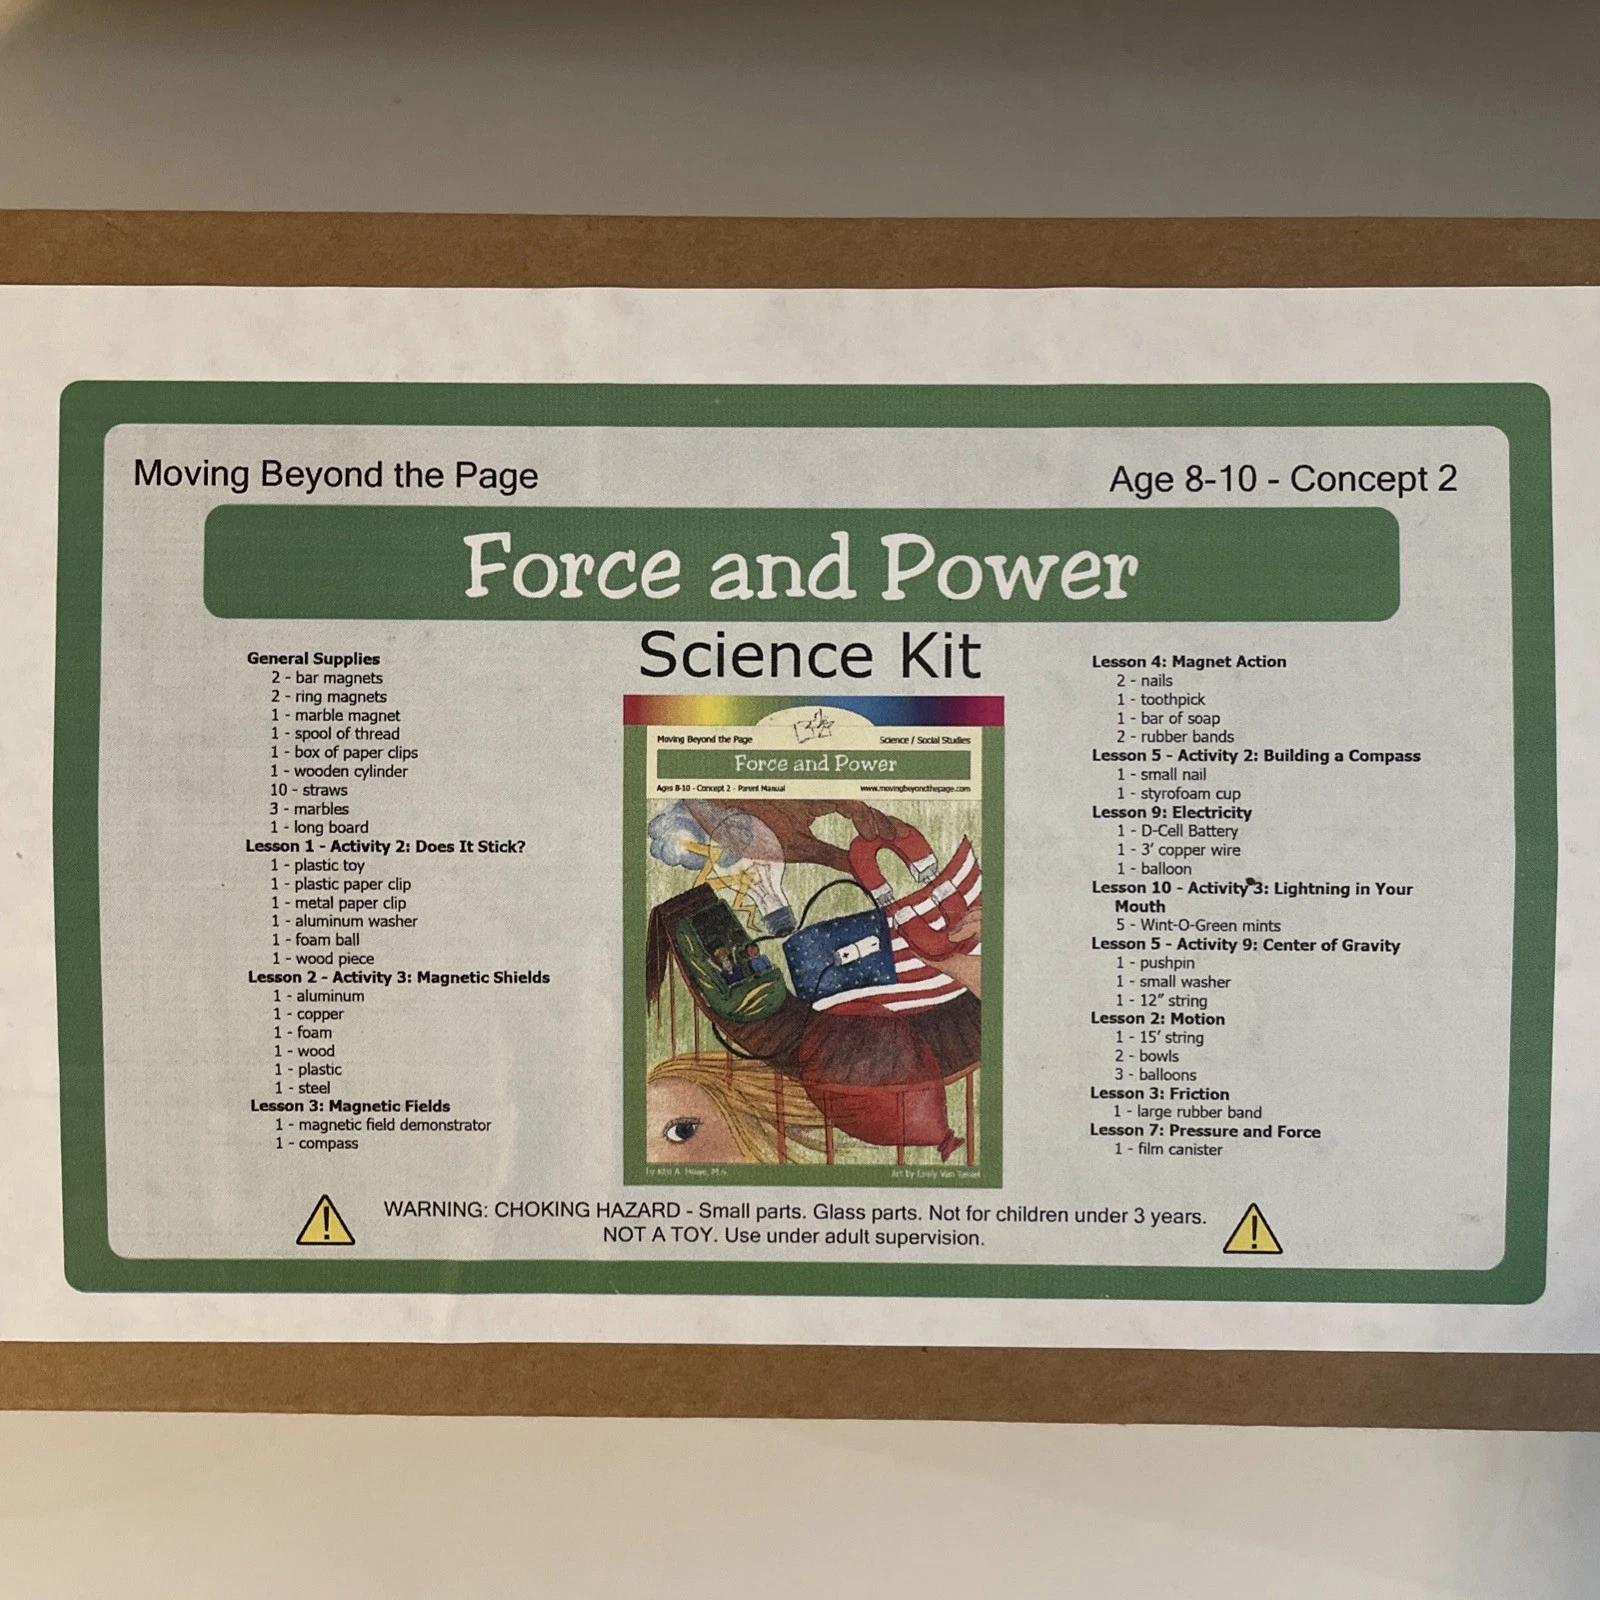 Moving Beyond the Page
Age 8-10 - Concept 2
Force and Power
Science Kit
General Supplies
2 - bar magnets
2 - ring magnets
1 - marble magnet
1 - spool of thread
1 - box of paper clips
1 - wooden cylinder
10 - straws
3 - marbles
1 - long board
Lesson 1 - Activity 2: Does It Stick?
1 - plastic toy
1 - plastic paper clip
1 - metal paper clip
1 - aluminum washer
1 - foam ball
1 - wood piece
Lesson 2 - Activity 3: Magnetic Shields
1 - aluminum
1 - copper
1 - foam
1 - wood
1 - plastic
1 - steel
Lesson 3: Magnetic Fields
1 - magnetic field demonstrator
1 - compass
Moving Beyond the Page
Science / Social Studies
Force and Power
Ages 8-10 - Concept 2 - Parent Manual
www.movingbeyondthepage.com
Art by Emily Van
Lesson 4: Magnet Action
2 - nails
1 - toothpick
1 - bar of soap
2 - rubber bands
Lesson 5 - Activity 2: Building a Compass
1 - small nail
1 - styrofoam cup
Lesson 9: Electricity
1 - D-Cell Battery
1 - 3' copper wire
1 - balloon
Lesson 10 - Activity 3: Lightning in Your
Mouth
5 - Wint-O-Green mints
Lesson 5 - Activity 9: Center of Gravity
1 - pushpin
1 - small washer
1 - 12" string
Lesson 2: Motion
1 - 15' string
2 - bowls
3 - balloons
Lesson 3: Friction
1 - large rubber band
Lesson 7: Pressure and Force
1 - film canister
WARNING: CHOKING HAZARD - Small parts. Glass parts. Not for children under 3 years.
NOT A TOY. Use under adult supervision.